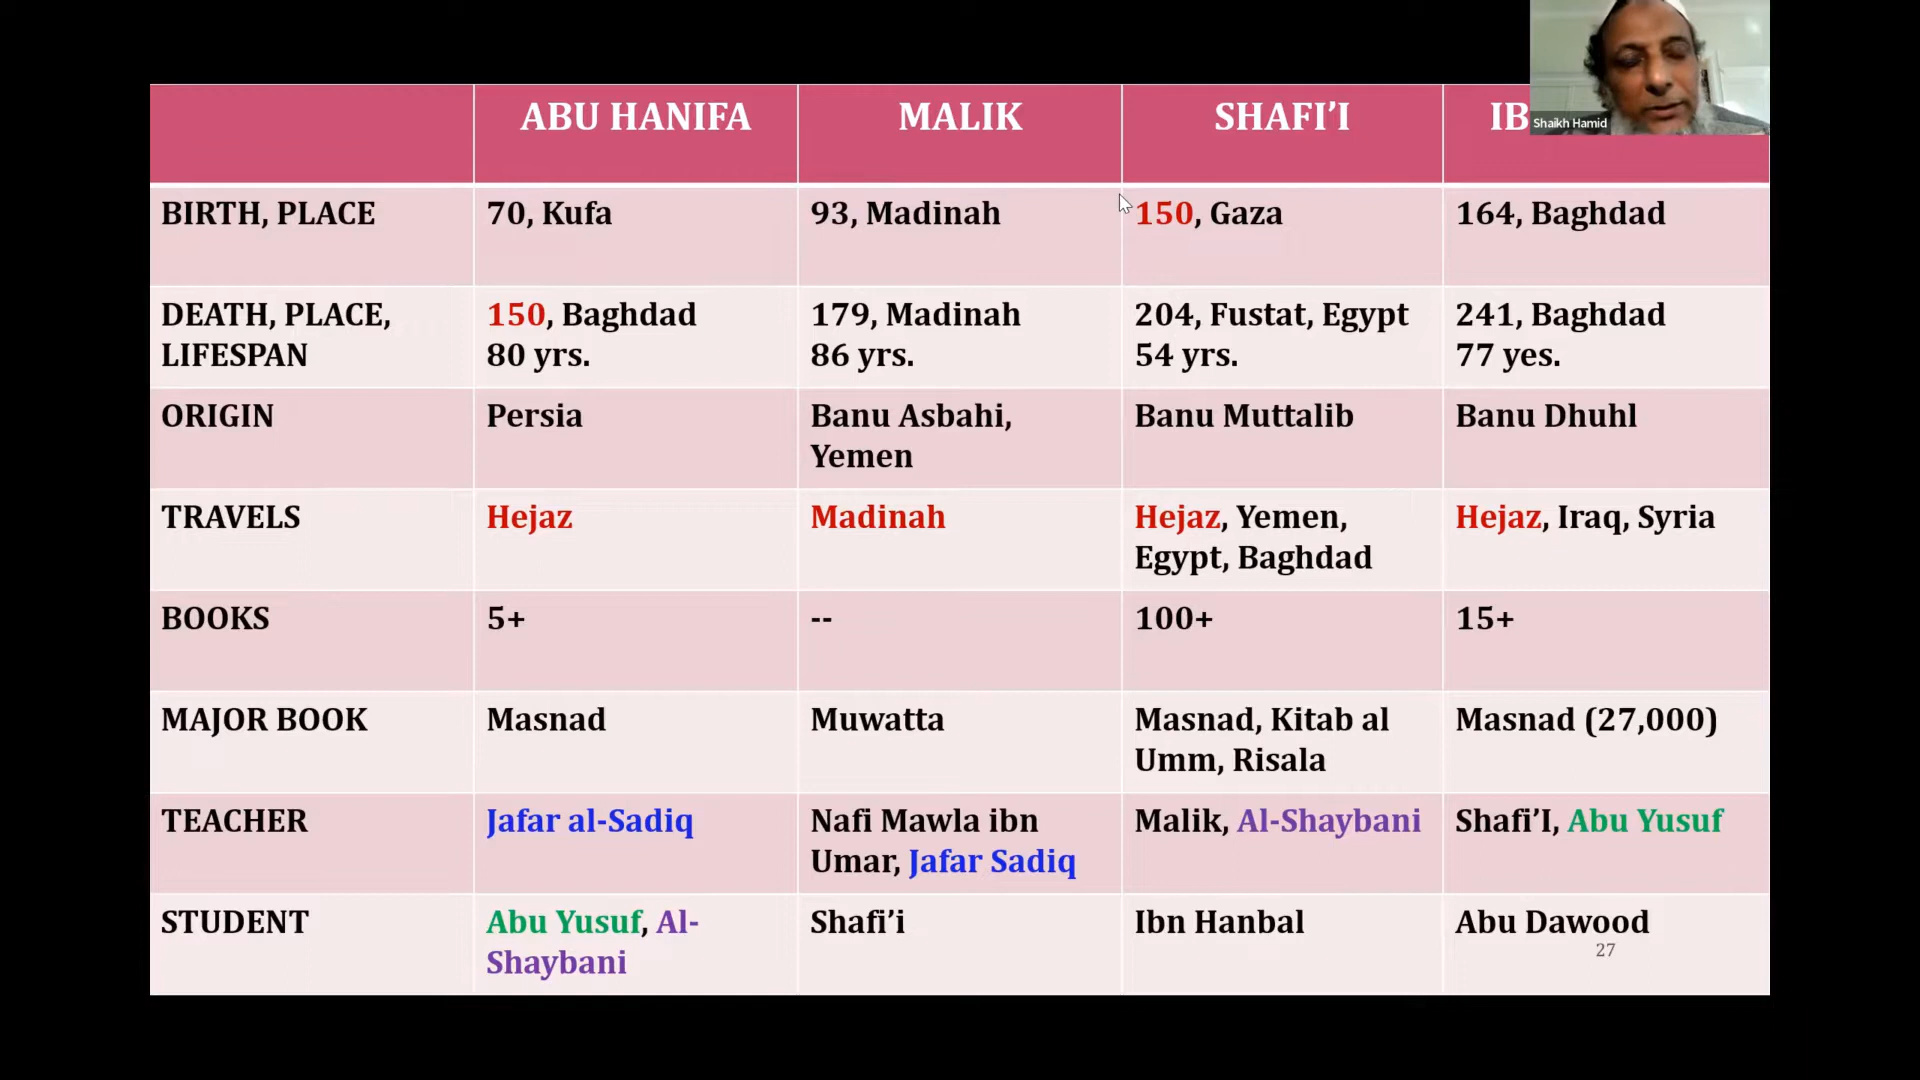 Shaikh Hamid
ABU HANIFA MALIK SHAFI’I IB
BIRTH, PLACE 70, Kufa 93, Madinah 150, Gaza 164, Baghdad
DEATH, PLACE, 150, Baghdad 179, Madinah 204, Fustat, Egypt 241, Baghdad
LIFESPAN 80 yrs. 86 yrs. 54 yrs. 77 yes.
ORIGIN Persia Banu Asbahi, Banu Muttalib Banu Dhuhl
Yemen
TRAVELS Hejaz Madinah Hejaz, Yemen, Hejaz, Iraq, Syria
Egypt, Baghdad
BOOKS 5+ -- 100+ 15+
MAJOR BOOK Masnad Muwatta Masnad, Kitab al Masnad (27,000)
Umm, Risala
TEACHER Jafar al-Sadiq Nafi Mawla ibn Malik, Al-Shaybani Shafi’I, Abu Yusuf
Umar, Jafar Sadiq
STUDENT Abu Yusuf, Al- Shafi’i Ibn Hanbal Abu Dawood
Shaybani
27